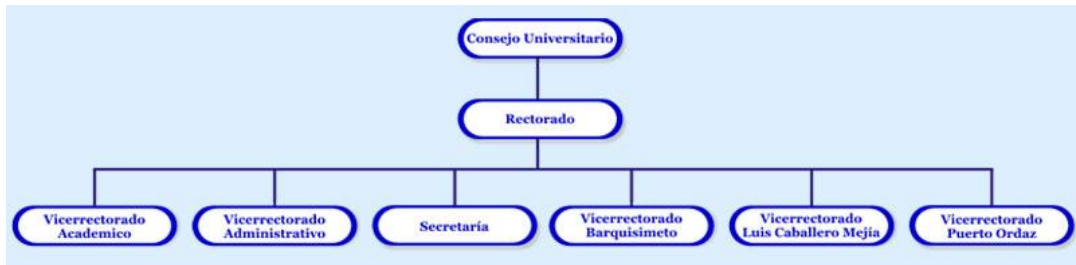 Consejo Universitario
Rectorado
Vicerrectorado
Academico
Vicerrectorado
Administrativo
Secretaría
Vicerrectorado
Barquisimeto
Vicerrectorado
Luis Caballero Mejía
Vicerrectorado
Puerto Ordaz